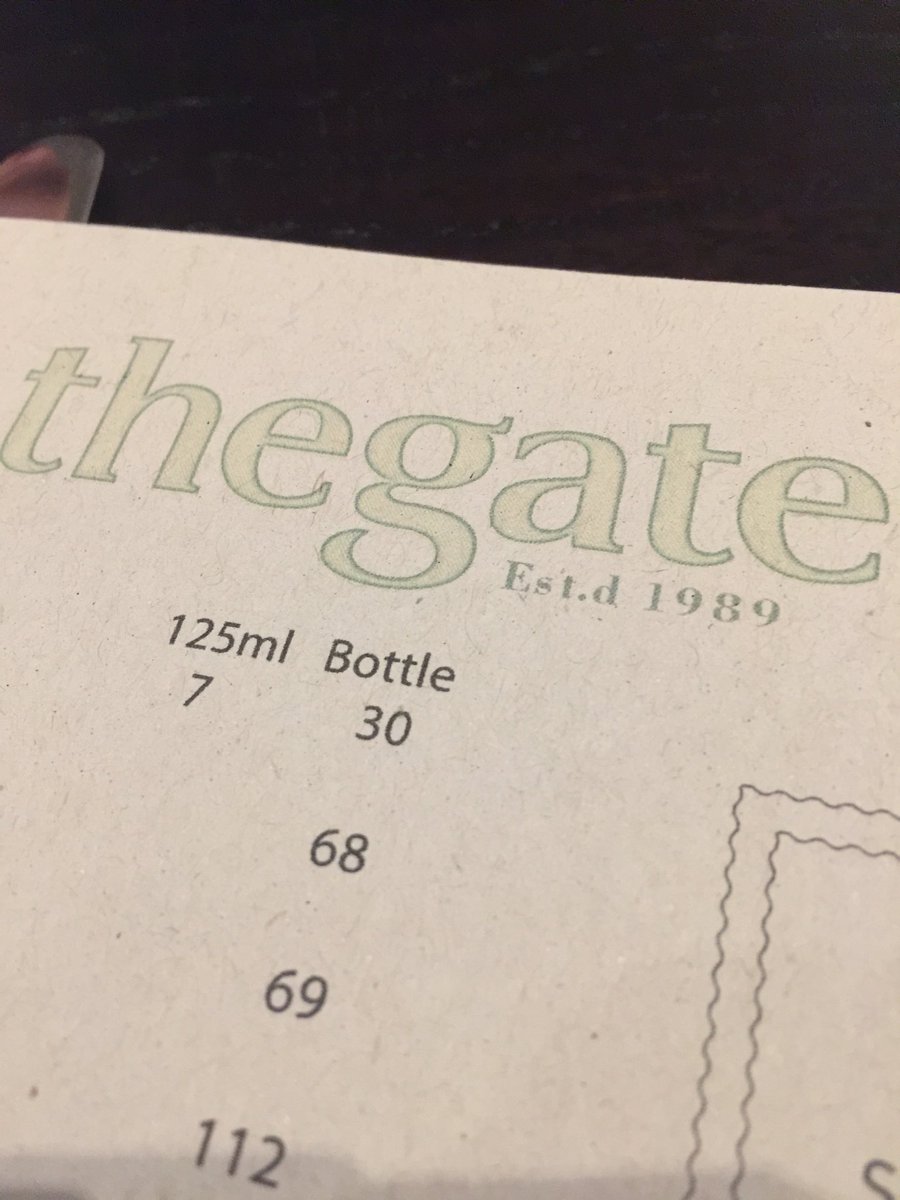 thegate
Est.d 1989
125ml Bottle
7 30
68
69
112
S